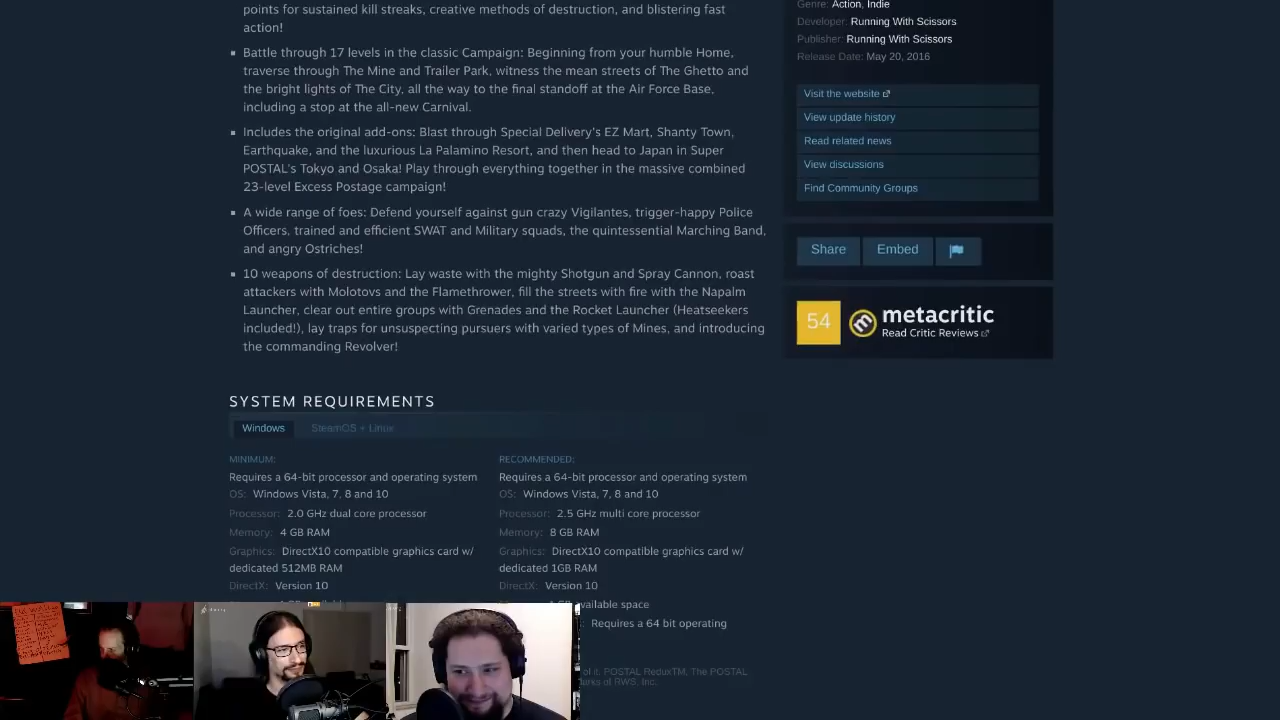 points for sustained kill streaks, creative methods of destruction, and blistering fast
action!
Battle through 17 levels in the classic Campaign: Beginning from your humble Home,
traverse through The Mine and Trailer Park, witness the mean streets of The Ghetto and
the bright lights of The City, all the way to the final standoff at the Air Force Base,
including a stop at the all-new Carnival.
Includes the original add-ons: Blast through Special Delivery's EZ Mart, Shanty Town,
Earthquake, and the luxurious La Palamino Resort, and then head to Japan in Super
POSTAL's Tokyo and Osaka! Play through everything together in the massive combined
23-level Excess Postage campaign!
A wide range of foes: Defend yourself against gun crazy Vigilantes, trigger-happy Police
Officers, trained and efficient SWAT and Military squads, the quintessential Marching Band,
and angry Ostriches!
10 weapons of destruction: Lay waste with the mighty Shotgun and Spray Cannon, roast
attackers with Molotovs and the Flamethrower, fill the streets with fire with the Napalm
Launcher, clear out entire groups with Grenades and the Rocket Launcher (Heatseekers
included!), lay traps for unsuspecting pursuers with varied types of Mines, and introducing
the commanding Revolver!
SYSTEM REQUIREMENTS
Windows
SteamOS + Linux
MINIMUM:
Requires a 64-bit processor and operating system
OS: Windows Vista, 7, 8 and 10
Processor: 2.0 GHz dual core processor
Memory: 4 GB RAM
Graphics: DirectX10 compatible graphics card w/
dedicated 512MB RAM
DirectX: Version 10
RECOMMENDED:
Requires a 64-bit processor and operating system
OS: Windows Vista, 7, 8 and 10
Processor: 2.5 GHz multi core processor
Memory: 8 GB RAM
Graphics: DirectX10 compatible graphics card w/
dedicated 1GB RAM
DirectX: Version 10
available space
Requires a 64 bit operating
of it, POSTAL ReduxTM, The POSTAL
of RWS, Inc.
Genre: Action, Indie
Developer: Running With Scissors
Publisher: Running With Scissors
Release Date: May 20, 2016
Visit the website
View update history
Read related news
View discussions
Find Community Groups
Share
Embed
54
metacritic
Read Critic Reviews